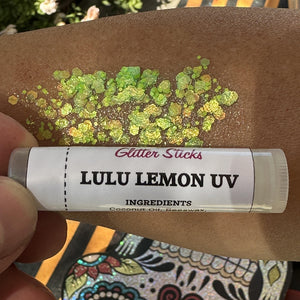 Glitter Sticks
LULU LEMON UV
INGREDIENTS
Coconut Oil, Beeswax,